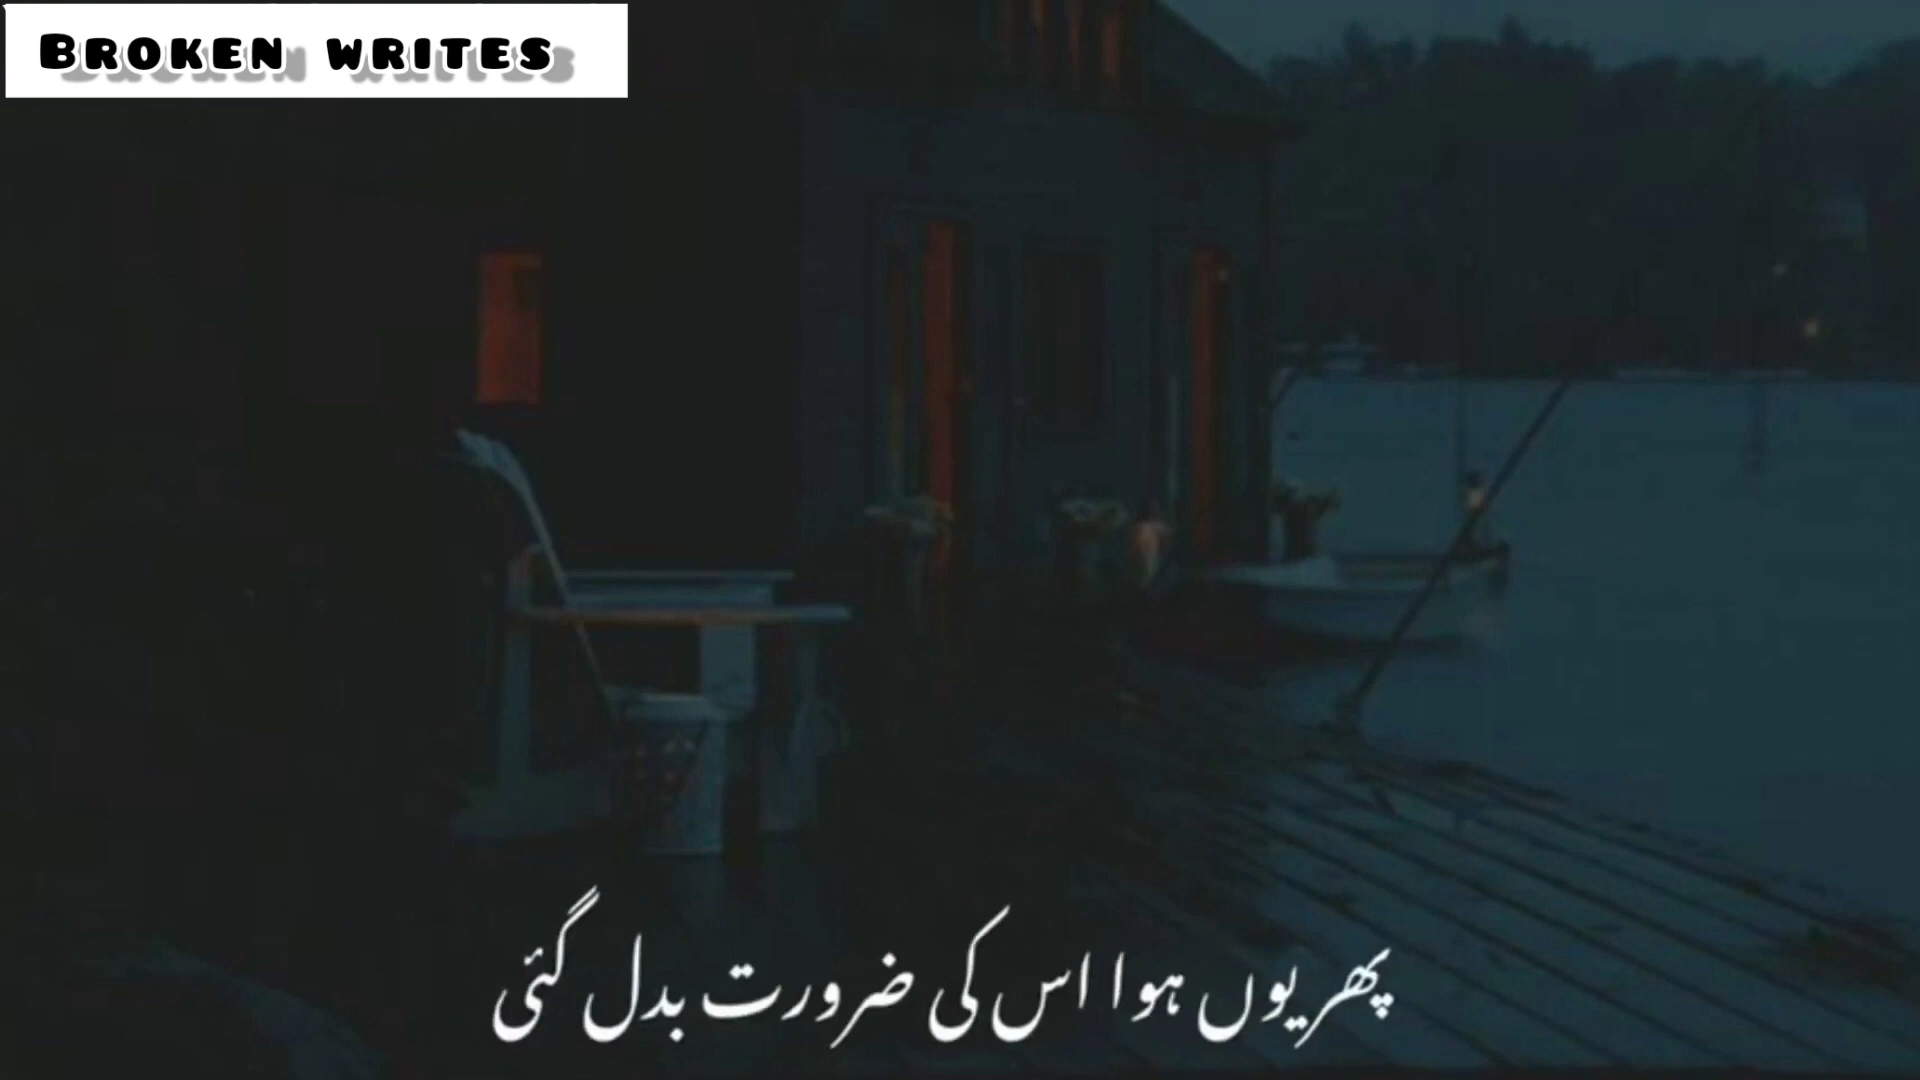 BROKEN WRITES
پھر یوں ہوا اس کی ضرورت بدل گئی